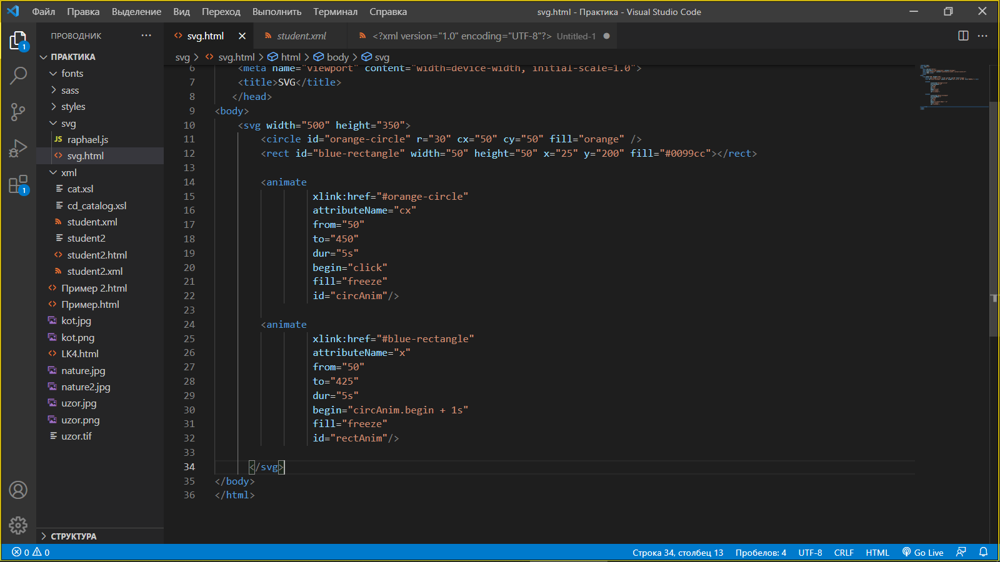 Файл Правка Выделение Вид Переход Выполнить Терминал Справка svg.html - Практика - Visual Studio Code
ПРОВОДНИК
svg.html student.xml <?xml version="1.0" encoding="UTF-8"?> Untitled-1
svg > svg.html > html > body > svg
1
1
ПРАКТИКА
fonts
sass
styles
svg
JS raphael.js
svg.html
xml
cat.xsl
cd_catalog.xsl
student.xml
student2
student2.html
student2.xml
Пример 2.html
Пример.html
kot.jpg
kot.png
LK4.html
nature.jpg
nature2.jpg
uzor.jpg
uzor.png
uzor.tif
СТРУКТУРА
6 <meta name="viewport" content="width=device-width, initial-scale=1.0">
7 <title>SVG</title>
8 </head>
9 <body>
10 <svg width="500" height="350">
11 <circle id="orange-circle" r="30" cx="50" cy="50" fill="orange" />
12 <rect id="blue-rectangle" width="50" height="50" x="25" y="200" fill="#0099cc"></rect>
13
14 <animate
15 xlink:href="#orange-circle"
16 attributeName="cx"
17 from="50"
18 to="450"
19 dur="5s"
20 begin="click"
21 fill="freeze"
22 id="circAnim"/>
23
24 <animate
25 xlink:href="#blue-rectangle"
26 attributeName="x"
27 from="50"
28 to="425"
29 dur="5s"
30 begin="circAnim.begin + 1s"
31 fill="freeze"
32 id="rectAnim"/>
33
34 </svg>
35 </body>
36 </html>
0 0 Строка 34, столбец 13 Пробелов: 4 UTF-8 CRLF HTML Go Live